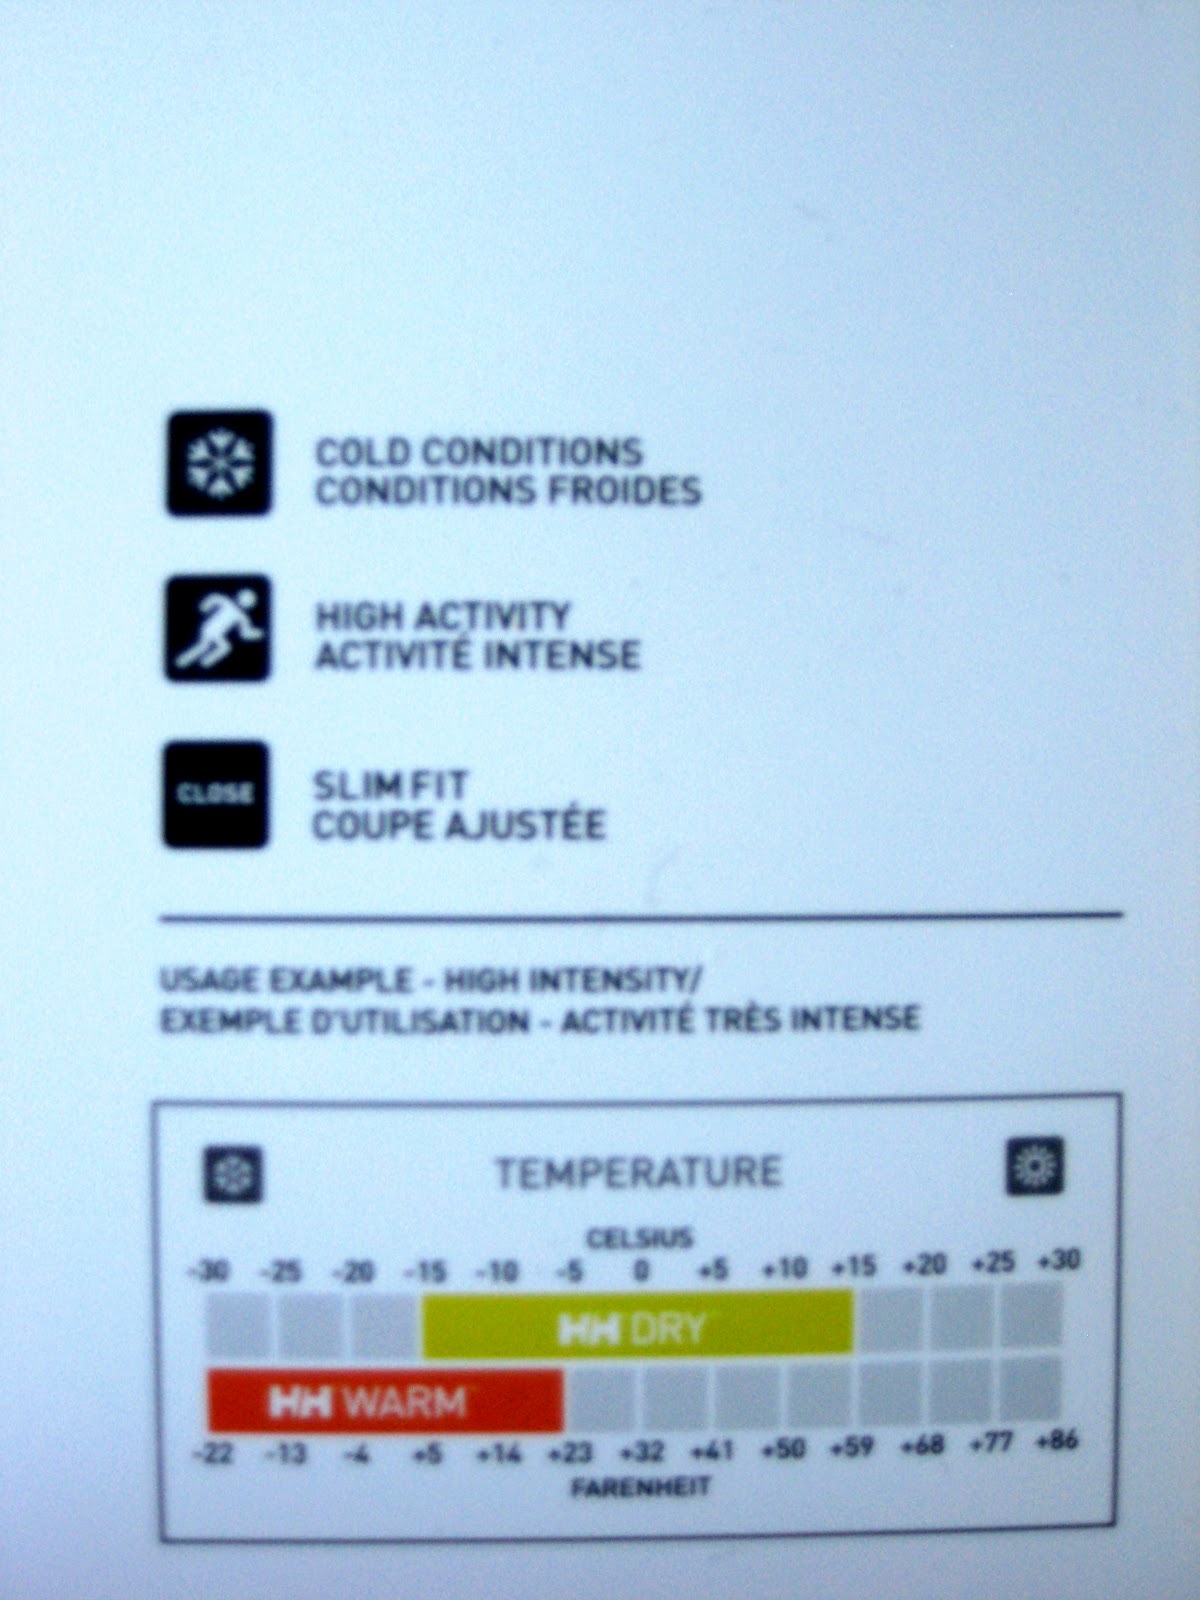 COLD CONDITIONS
CONDITIONS FROIDES
HIGH ACTIVITY
ACTIVITÉ INTENSE
CLOSE
SLIM FIT
COUPE AJUSTÉE
USAGE EXAMPLE - HIGH INTENSITY/
EXEMPLE D'UTILISATION - ACTIVITÉ TRÈS INTENSE
TEMPERATURE
CELSIUS
-30 -25 -20 -15 -10 -5 0 +5 +10 +15 +20 +25 +30
HH DRY™
HH WARM™
-22 -13 -4 +5 +14 +23 +32 +41 +50 +59 +68 +77 +86
FARENHEIT